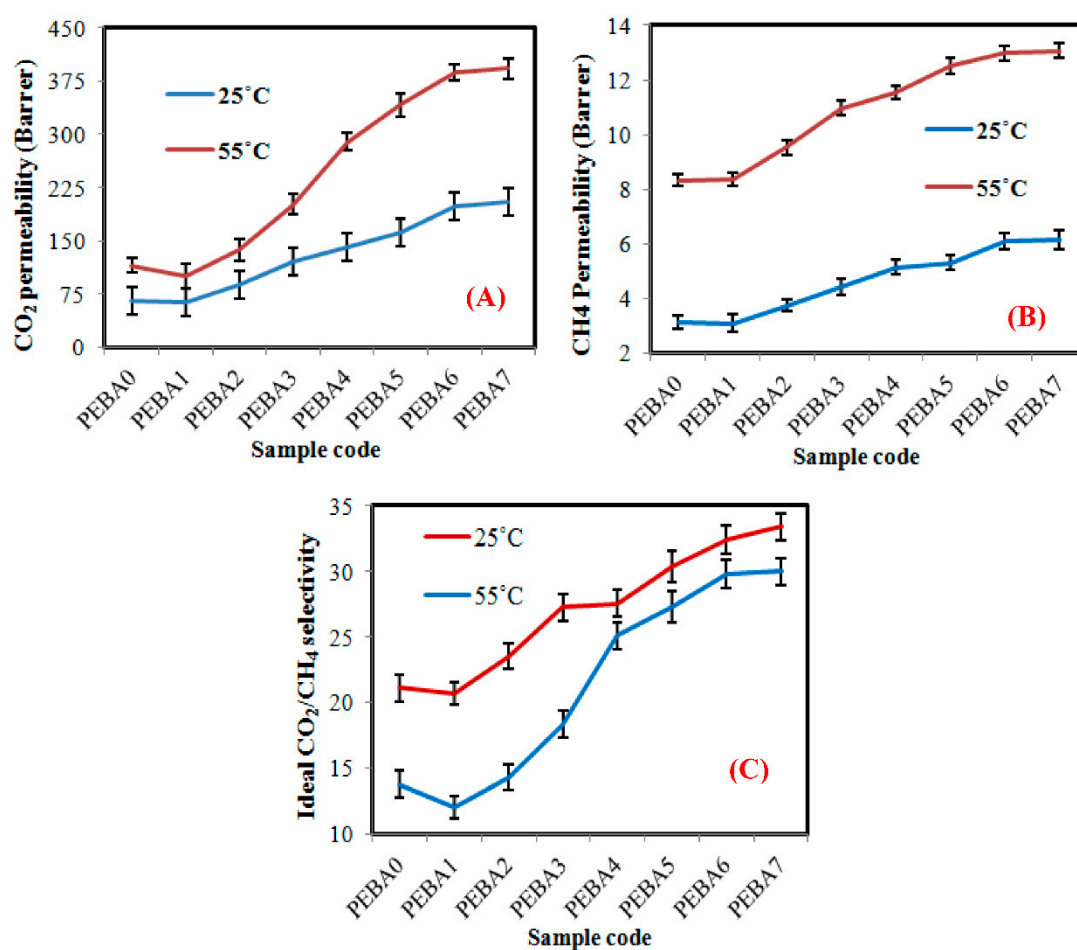 450
375
300
225
150
75
0
CO₂ permeability (Barrer)
25˚C
55˚C
(A)
PEBA0
PEBA1
PEBA2
PEBA3
PEBA4
PEBA5
PEBA6
PEBA7
Sample code
14
12
10
8
6
4
2
CH4 Permeability (Barrer)
25˚C
55˚C
(B)
PEBA0
PEBA1
PEBA2
PEBA3
PEBA4
PEBA5
PEBA6
PEBA7
Sample code
35
30
25
20
15
10
Ideal CO₂/CH₄ selectivity
25˚C
55˚C
(C)
PEBA0
PEBA1
PEBA2
PEBA3
PEBA4
PEBA5
PEBA6
PEBA7
Sample code